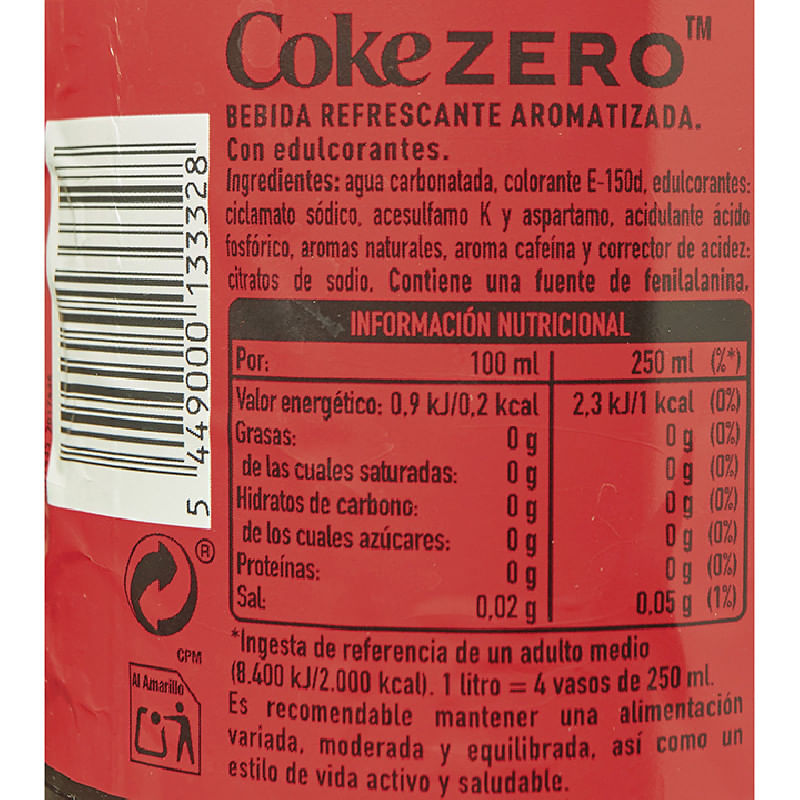 Coke ZERO™
BEBIDA REFRESCANTE AROMATIZADA.
Con edulcorantes.
Ingredientes: agua carbonatada, colorante E-150d, edulcorantes:
ciclamato sódico, acesulfamo K y aspartamo, acidulante ácido
fosfórico, aromas naturales, aroma cafeína y corrector de acidez:
citratos de sodio. Contiene una fuente de fenilalanina.
INFORMACIÓN NUTRICIONAL
Por: 100 ml 250 ml (%*)
Valor energético: 0,9 kJ/0,2 kcal 2,3 kJ/1 kcal (0%)
Grasas: 0 g 0 g (0%)
de las cuales saturadas: 0 g 0 g (0%)
Hidratos de carbono: 0 g 0 g (0%)
de los cuales azúcares: 0 g 0 g (0%)
Proteínas: 0 g 0 g (0%)
Sal: 0,02 g 0,05 g (1%)
*Ingesta de referencia de un adulto medio
(8.400 kJ/2.000 kcal). 1 litro = 4 vasos de 250 ml.
Es recomendable mantener una alimentación
variada, moderada y equilibrada, así como un
estilo de vida activo y saludable.
5 449000 133328
®
CPM
Al Amarillo